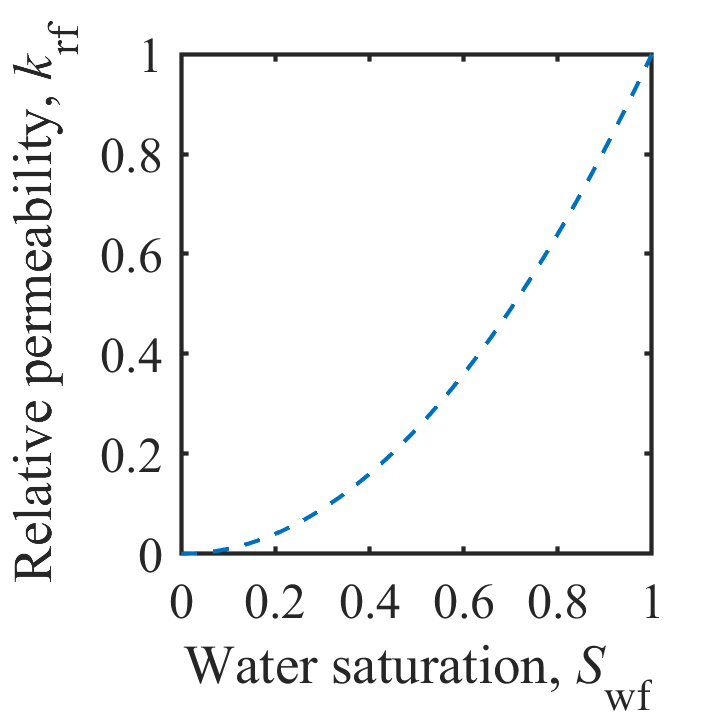 Relative permeability, k_rf
1
0.8
0.6
0.4
0.2
0
0 0.2 0.4 0.6 0.8 1
Water saturation, S_wf